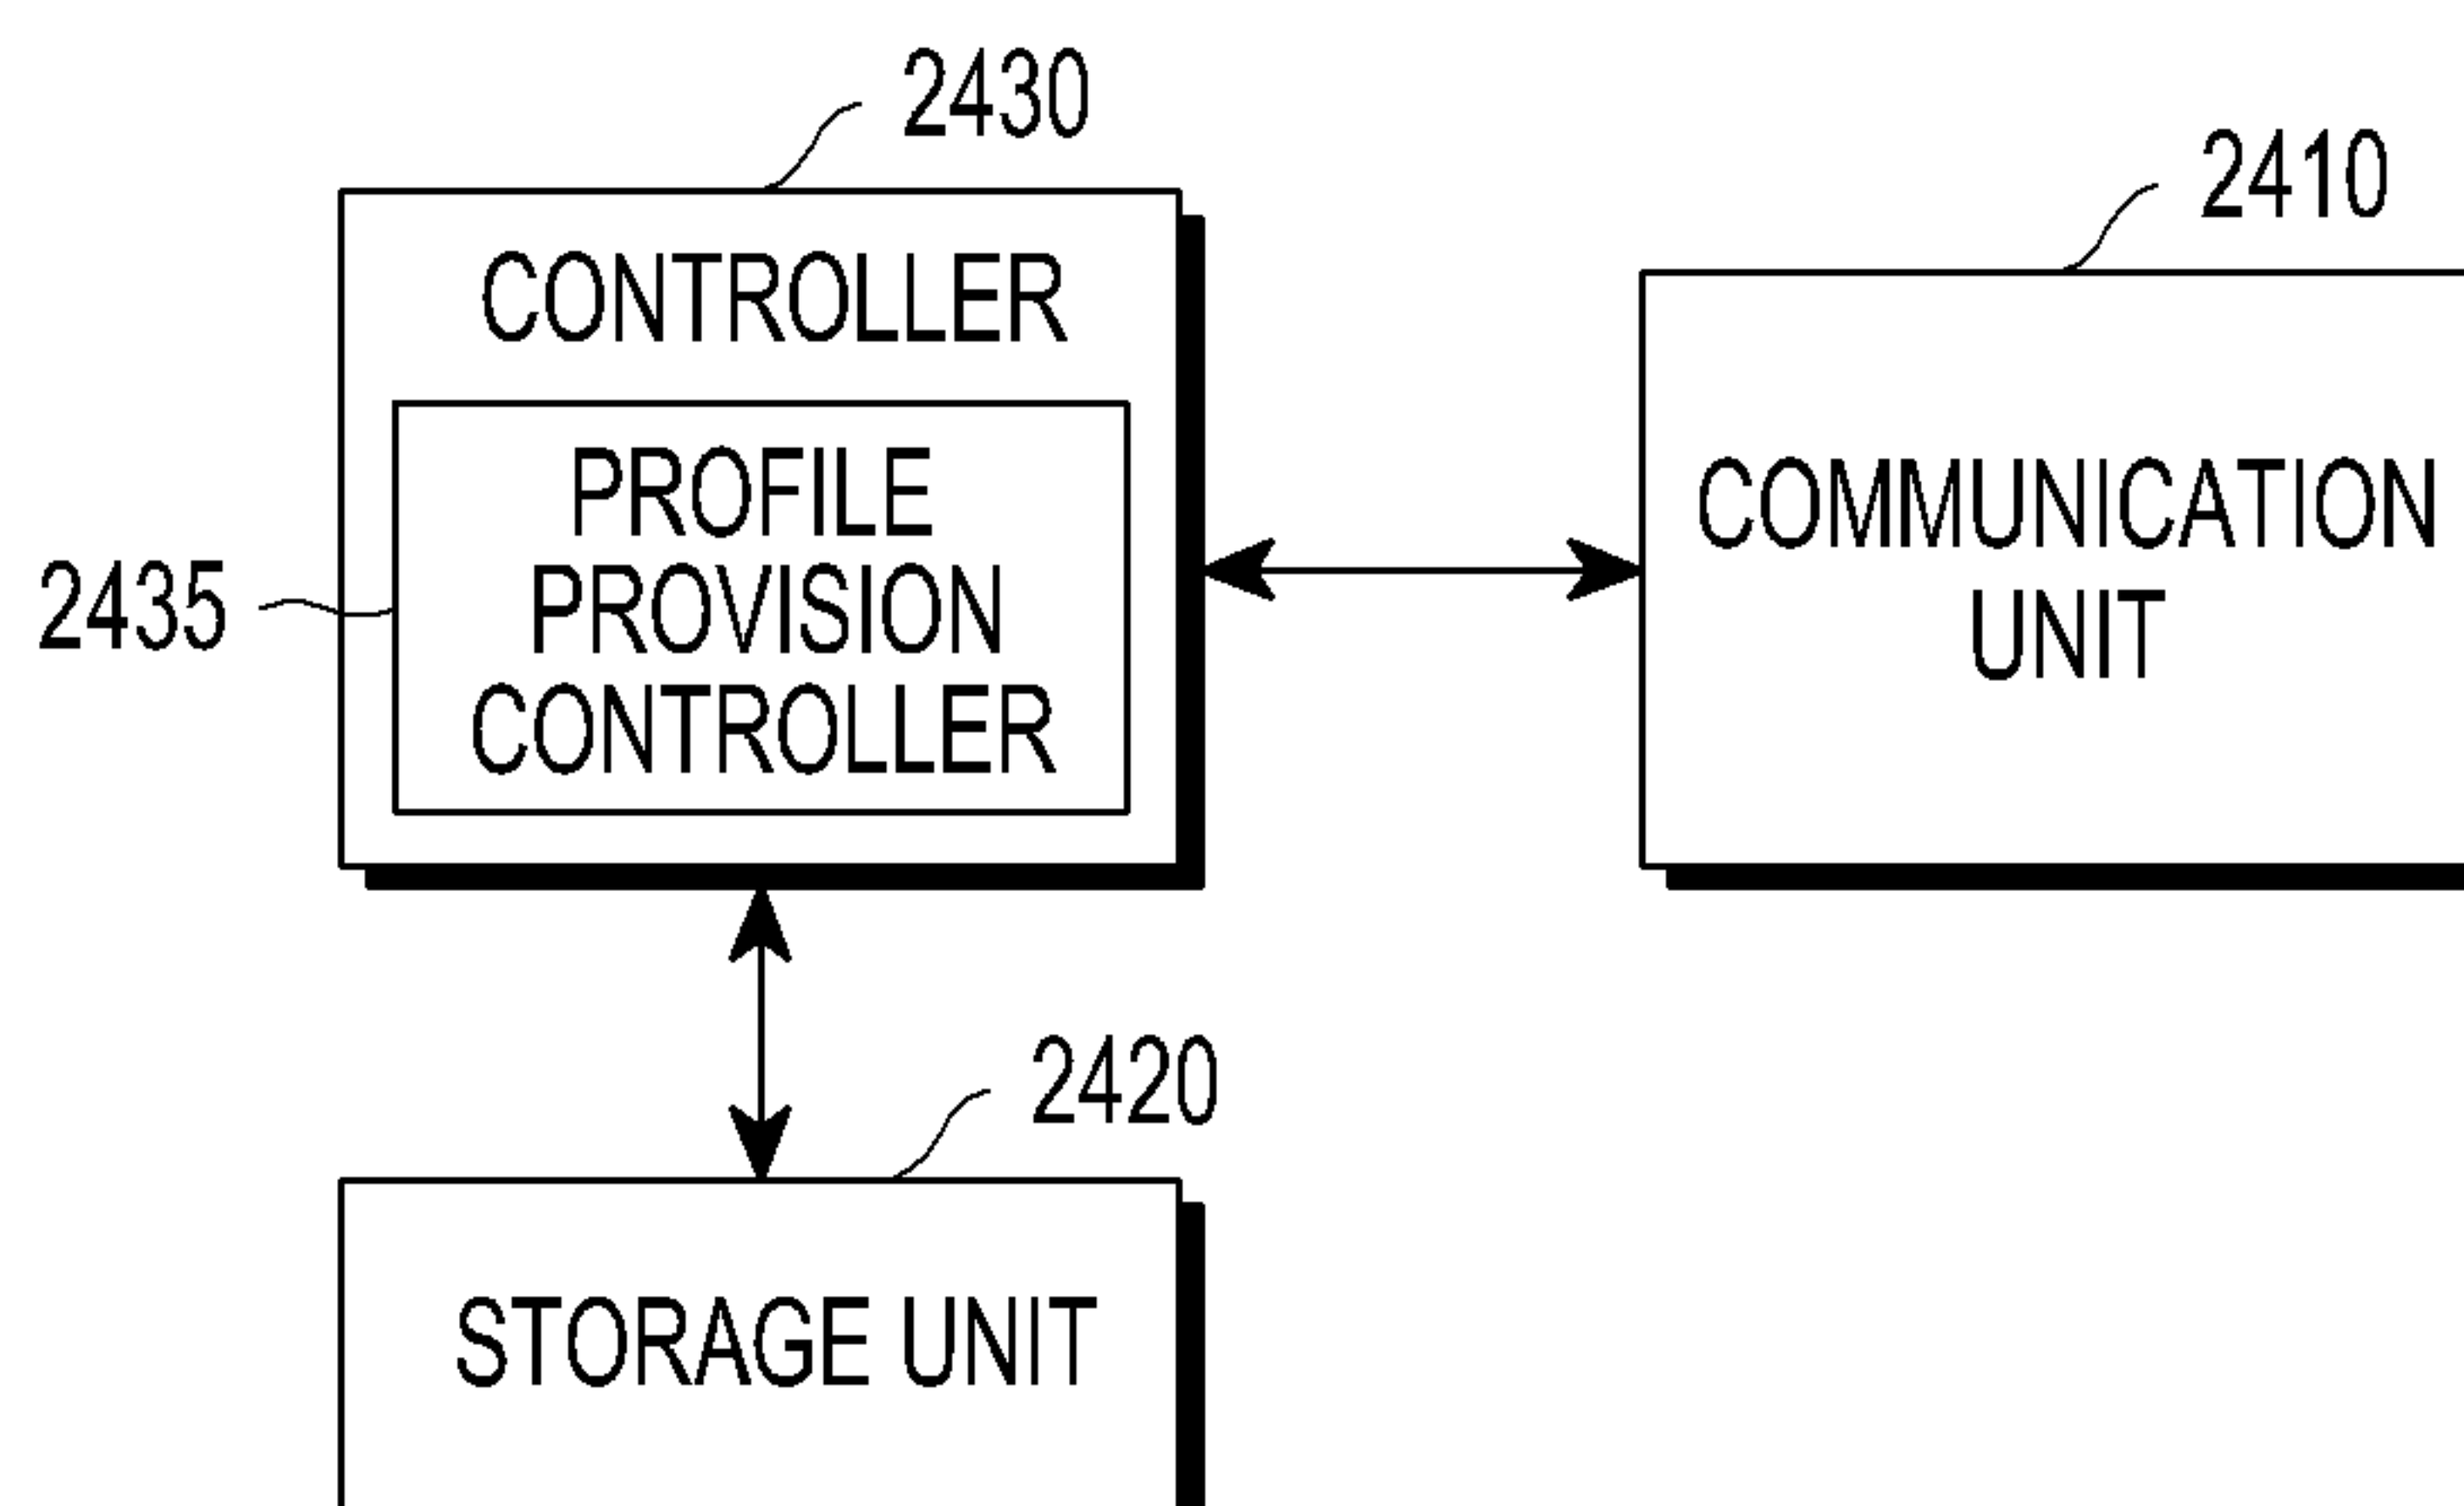 2430
2410
CONTROLLER
PROFILE
PROVISION
CONTROLLER
2435
COMMUNICATION
UNIT
2420
STORAGE UNIT